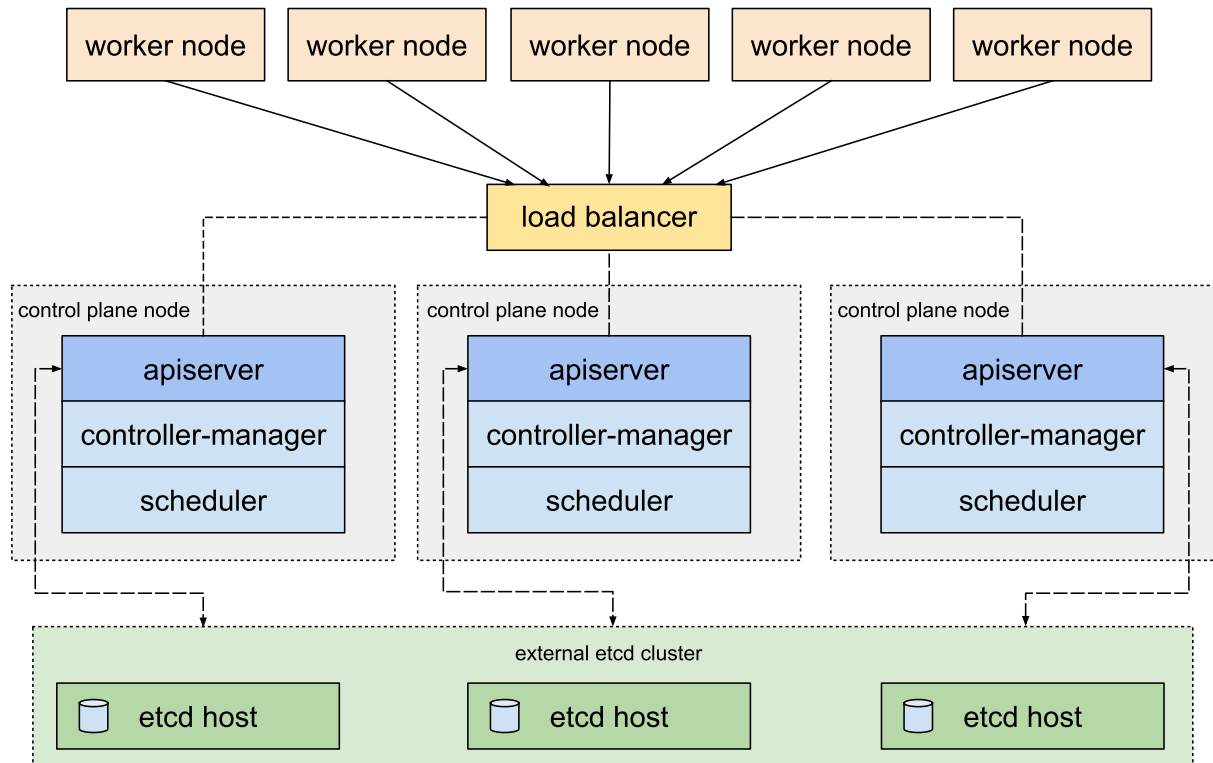 worker node
worker node
worker node
worker node
worker node
load balancer
control plane node
apiserver
controller-manager
scheduler
control plane node
apiserver
controller-manager
scheduler
control plane node
apiserver
controller-manager
scheduler
external etcd cluster
etcd host
etcd host
etcd host